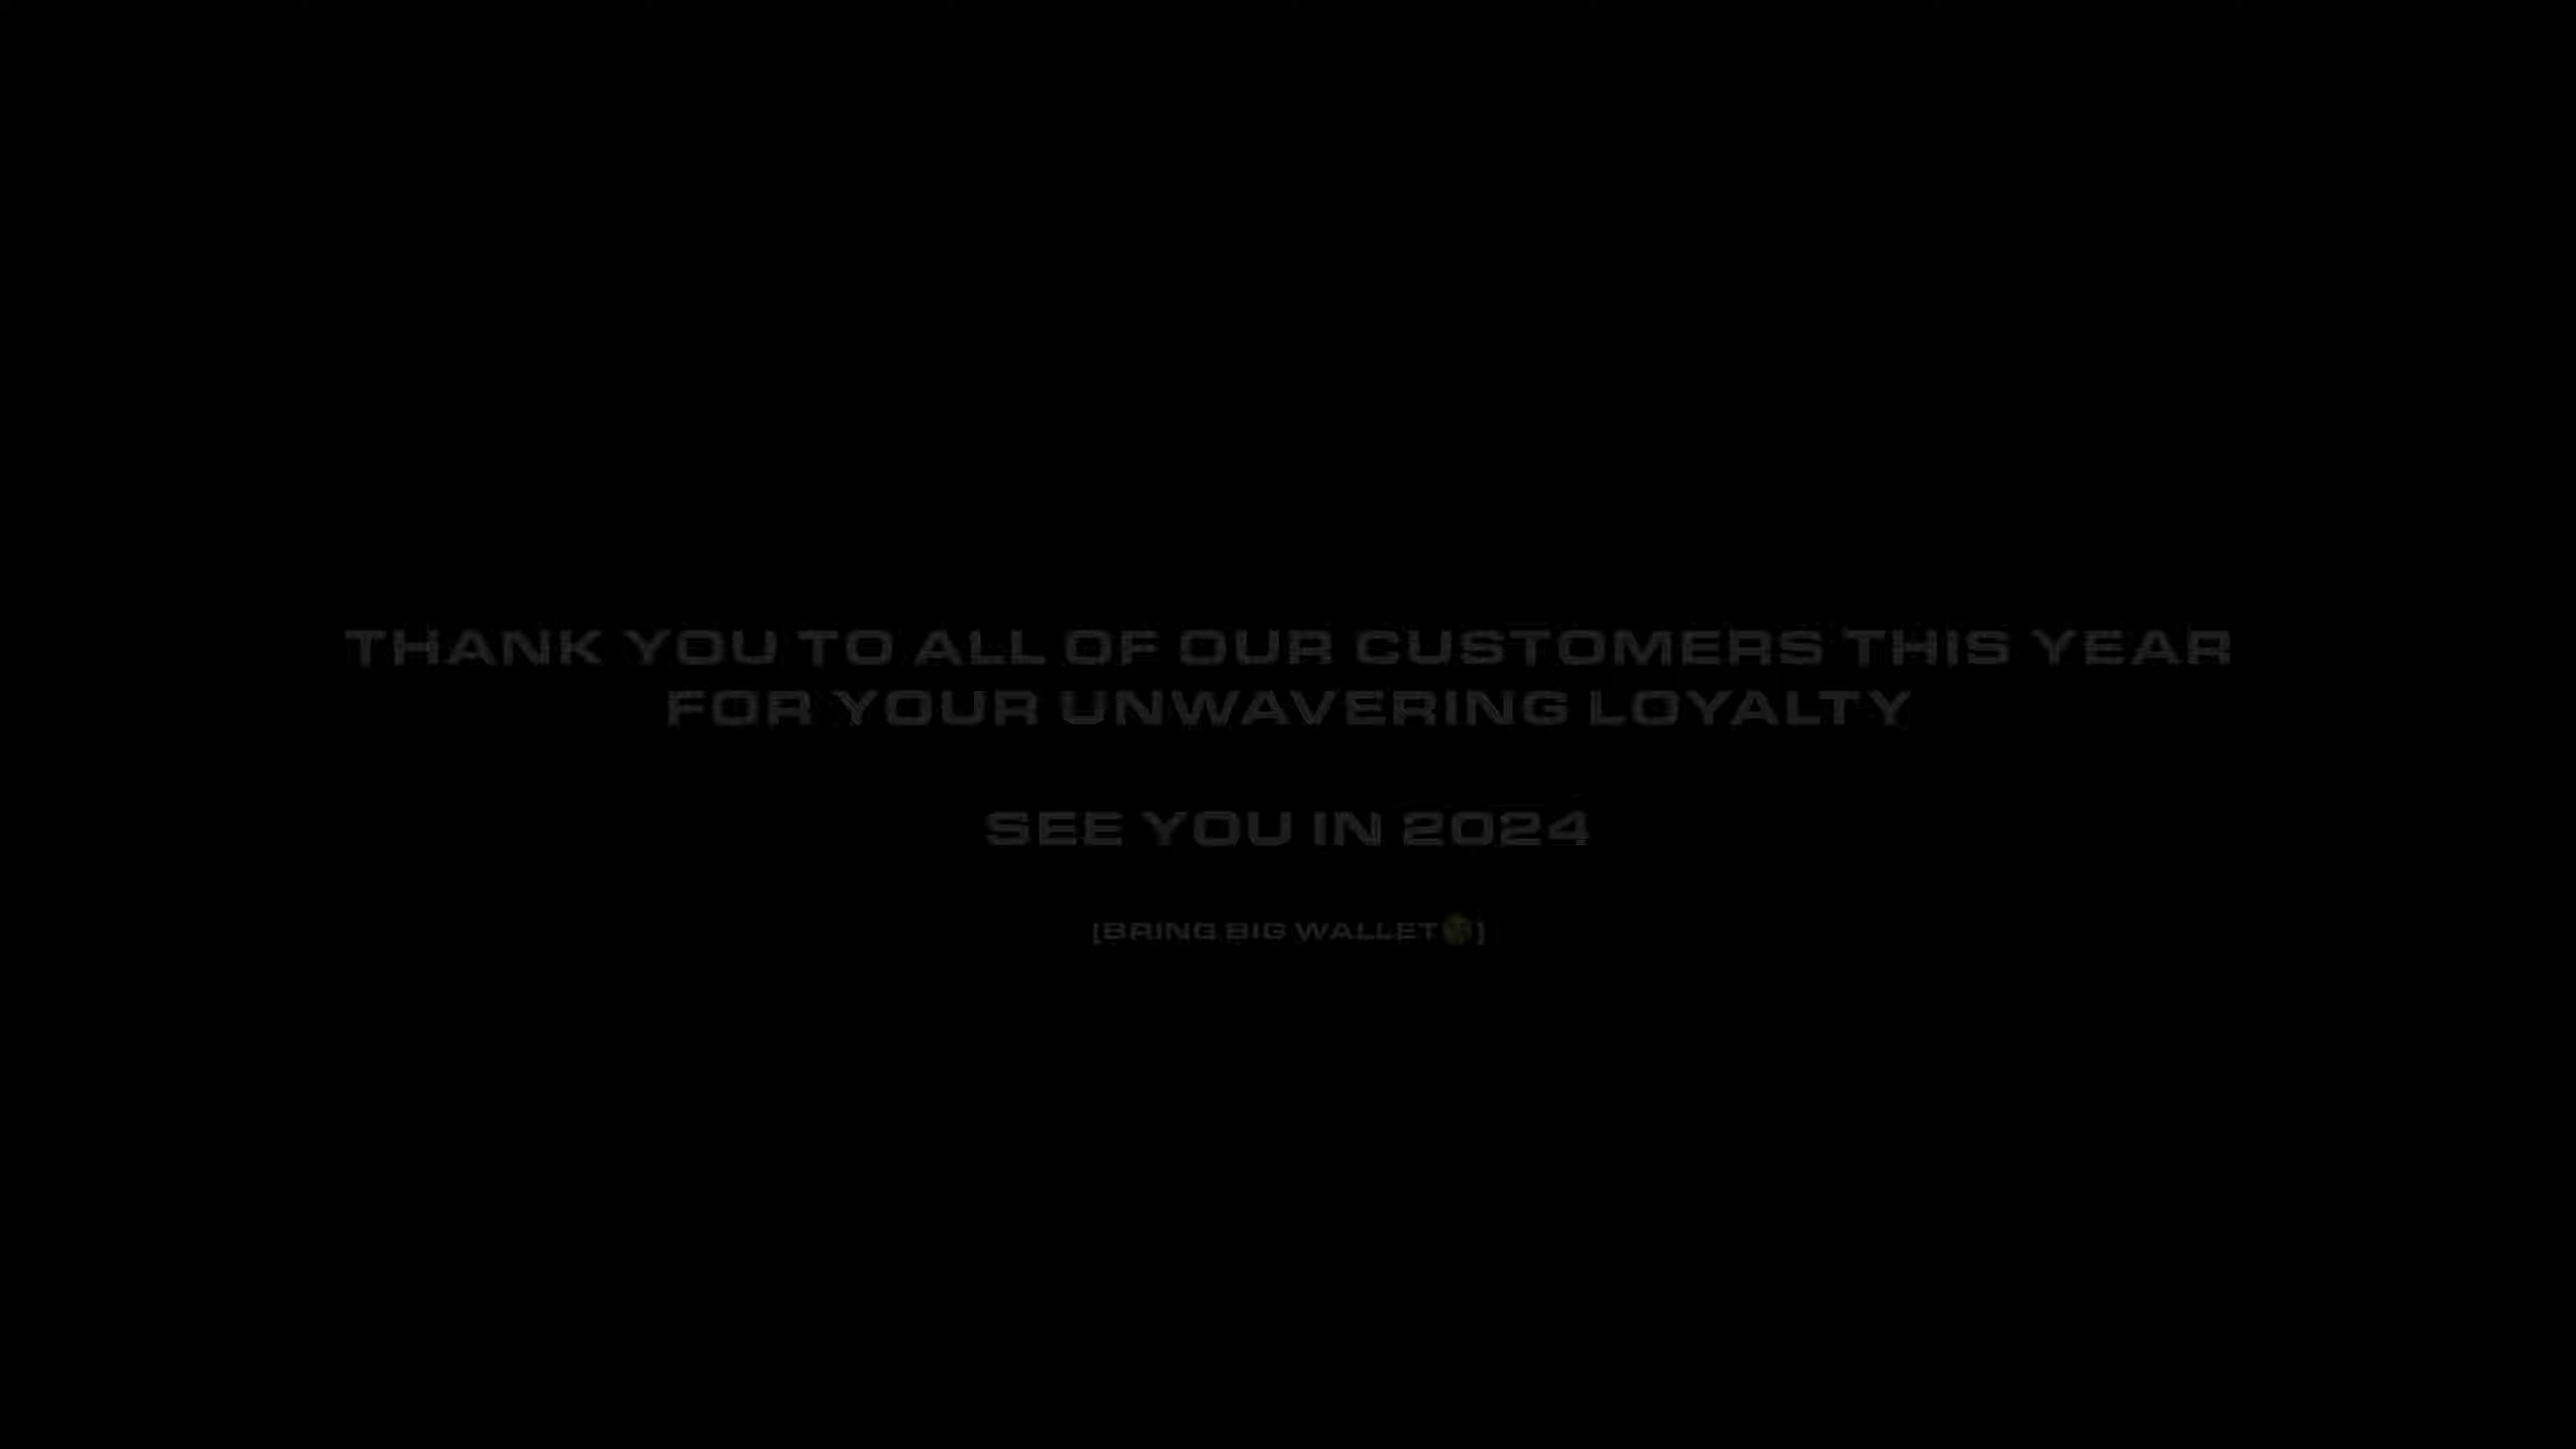 THANK YOU TO ALL OF OUR CUSTOMERS THIS YEAR
FOR YOUR UNWAVERING LOYALTY
SEE YOU IN 2024
[BRING BIG WALLET]